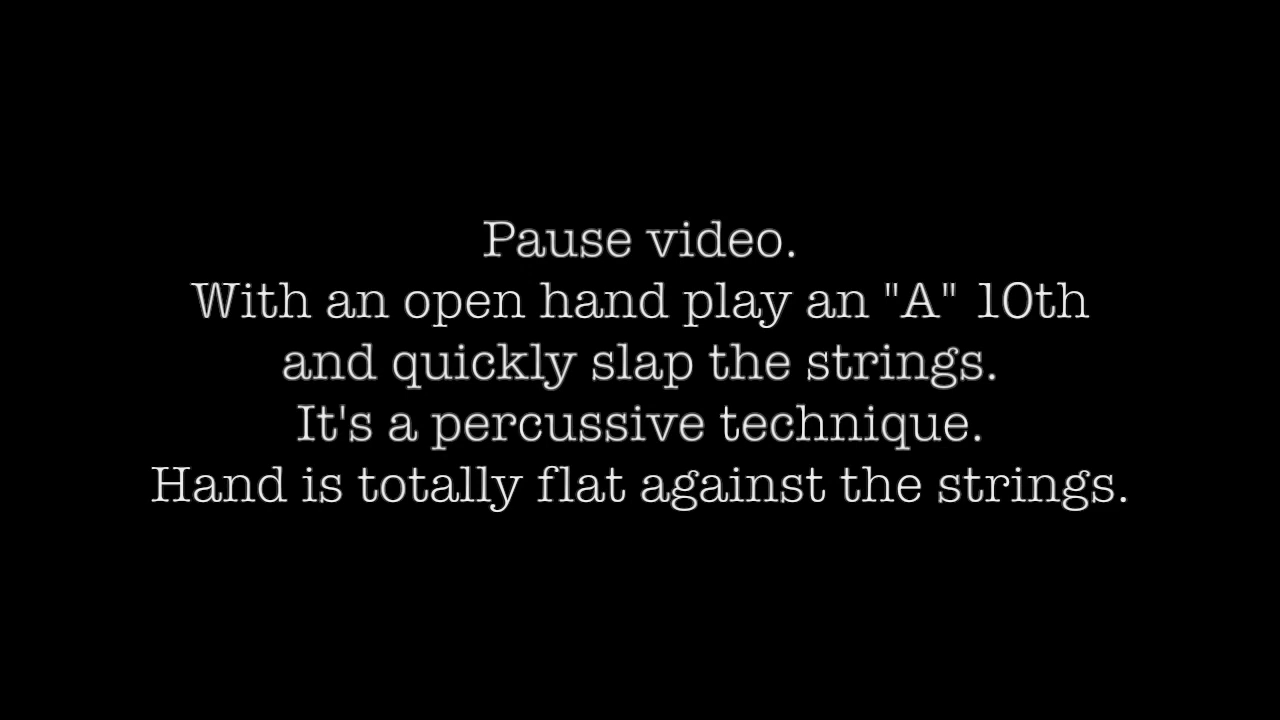 Pause video.
With an open hand play an "A" 10th
and quickly slap the strings.
It's a percussive technique.
Hand is totally flat against the strings.